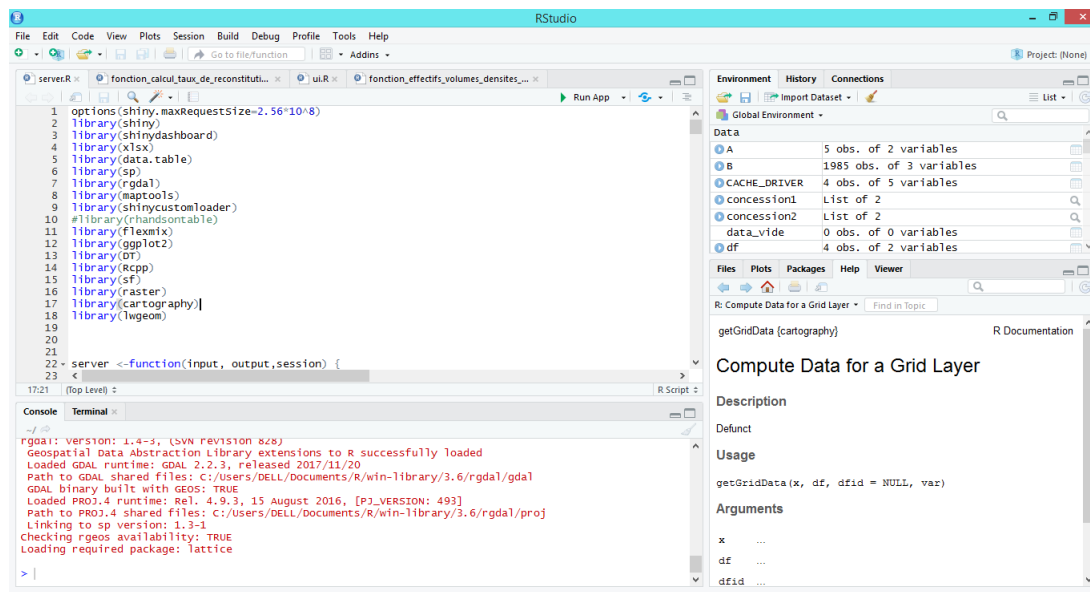 RStudio
File Edit Code View Plots Session Build Debug Profile Tools Help
Go to file/function Addins Project: (None)
server.R fonction_calcul_taux_de_reconstituti... ui.R fonction_effectifs_volumes_densites_...
Run App
1 options(shiny.maxRequestSize=2.56*10^8)
2 library(shiny)
3 library(shinydashboard)
4 library(xlsx)
5 library(data.table)
6 library(sp)
7 library(rgdal)
8 library(maptools)
9 library(shinycustomloader)
10 #library(rhandsontable)
11 library(flexmix)
12 library(ggplot2)
13 library(DT)
14 library(Rcpp)
15 library(sf)
16 library(raster)
17 library(cartography)
18 library(lwgeom)
19
20
21
22 server <-function(input, output,session) {
23
17:21 (Top Level) R Script
Console Terminal
~/
rgdal: version: 1.4-3, (SVN revision 828)
Geospatial Data Abstraction Library extensions to R successfully loaded
Loaded GDAL runtime: GDAL 2.2.3, released 2017/11/20
Path to GDAL shared files: C:/Users/DELL/Documents/R/win-library/3.6/rgdal/gdal
GDAL binary built with GEOS: TRUE
Loaded PROJ.4 runtime: Rel. 4.9.3, 15 August 2016, [PJ_VERSION: 493]
Path to PROJ.4 shared files: C:/Users/DELL/Documents/R/win-library/3.6/rgdal/proj
Linking to sp version: 1.3-1
Checking rgeos availability: TRUE
Loading required package: lattice
>
Environment History Connections
Import Dataset List
Global Environment
Data
A 5 obs. of 2 variables
B 1985 obs. of 3 variables
CACHE_DRIVER 4 obs. of 5 variables
concession1 List of 2
concession2 List of 2
data_vide 0 obs. of 0 variables
df 4 obs. of 2 variables
Files Plots Packages Help Viewer
R: Compute Data for a Grid Layer Find in Topic
getGridData {cartography} R Documentation
Compute Data for a Grid Layer
Description
Defunct
Usage
getGridData(x, df, dfid = NULL, var)
Arguments
x ...
df ...
dfid ...